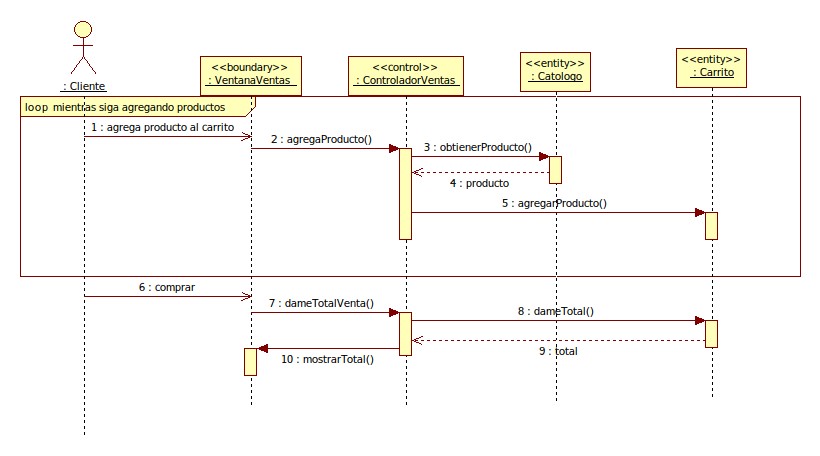 : Cliente
<<boundary>>
: VentanaVentas
<<control>>
: ControladorVentas
<<entity>>
: Catologo
<<entity>>
: Carrito
loop mientras siga agregando productos
1 : agrega producto al carrito
2 : agregaProducto()
3 : obtienerProducto()
4 : producto
5 : agregarProducto()
6 : comprar
7 : dameTotalVenta()
8 : dameTotal()
9 : total
10 : mostrarTotal()